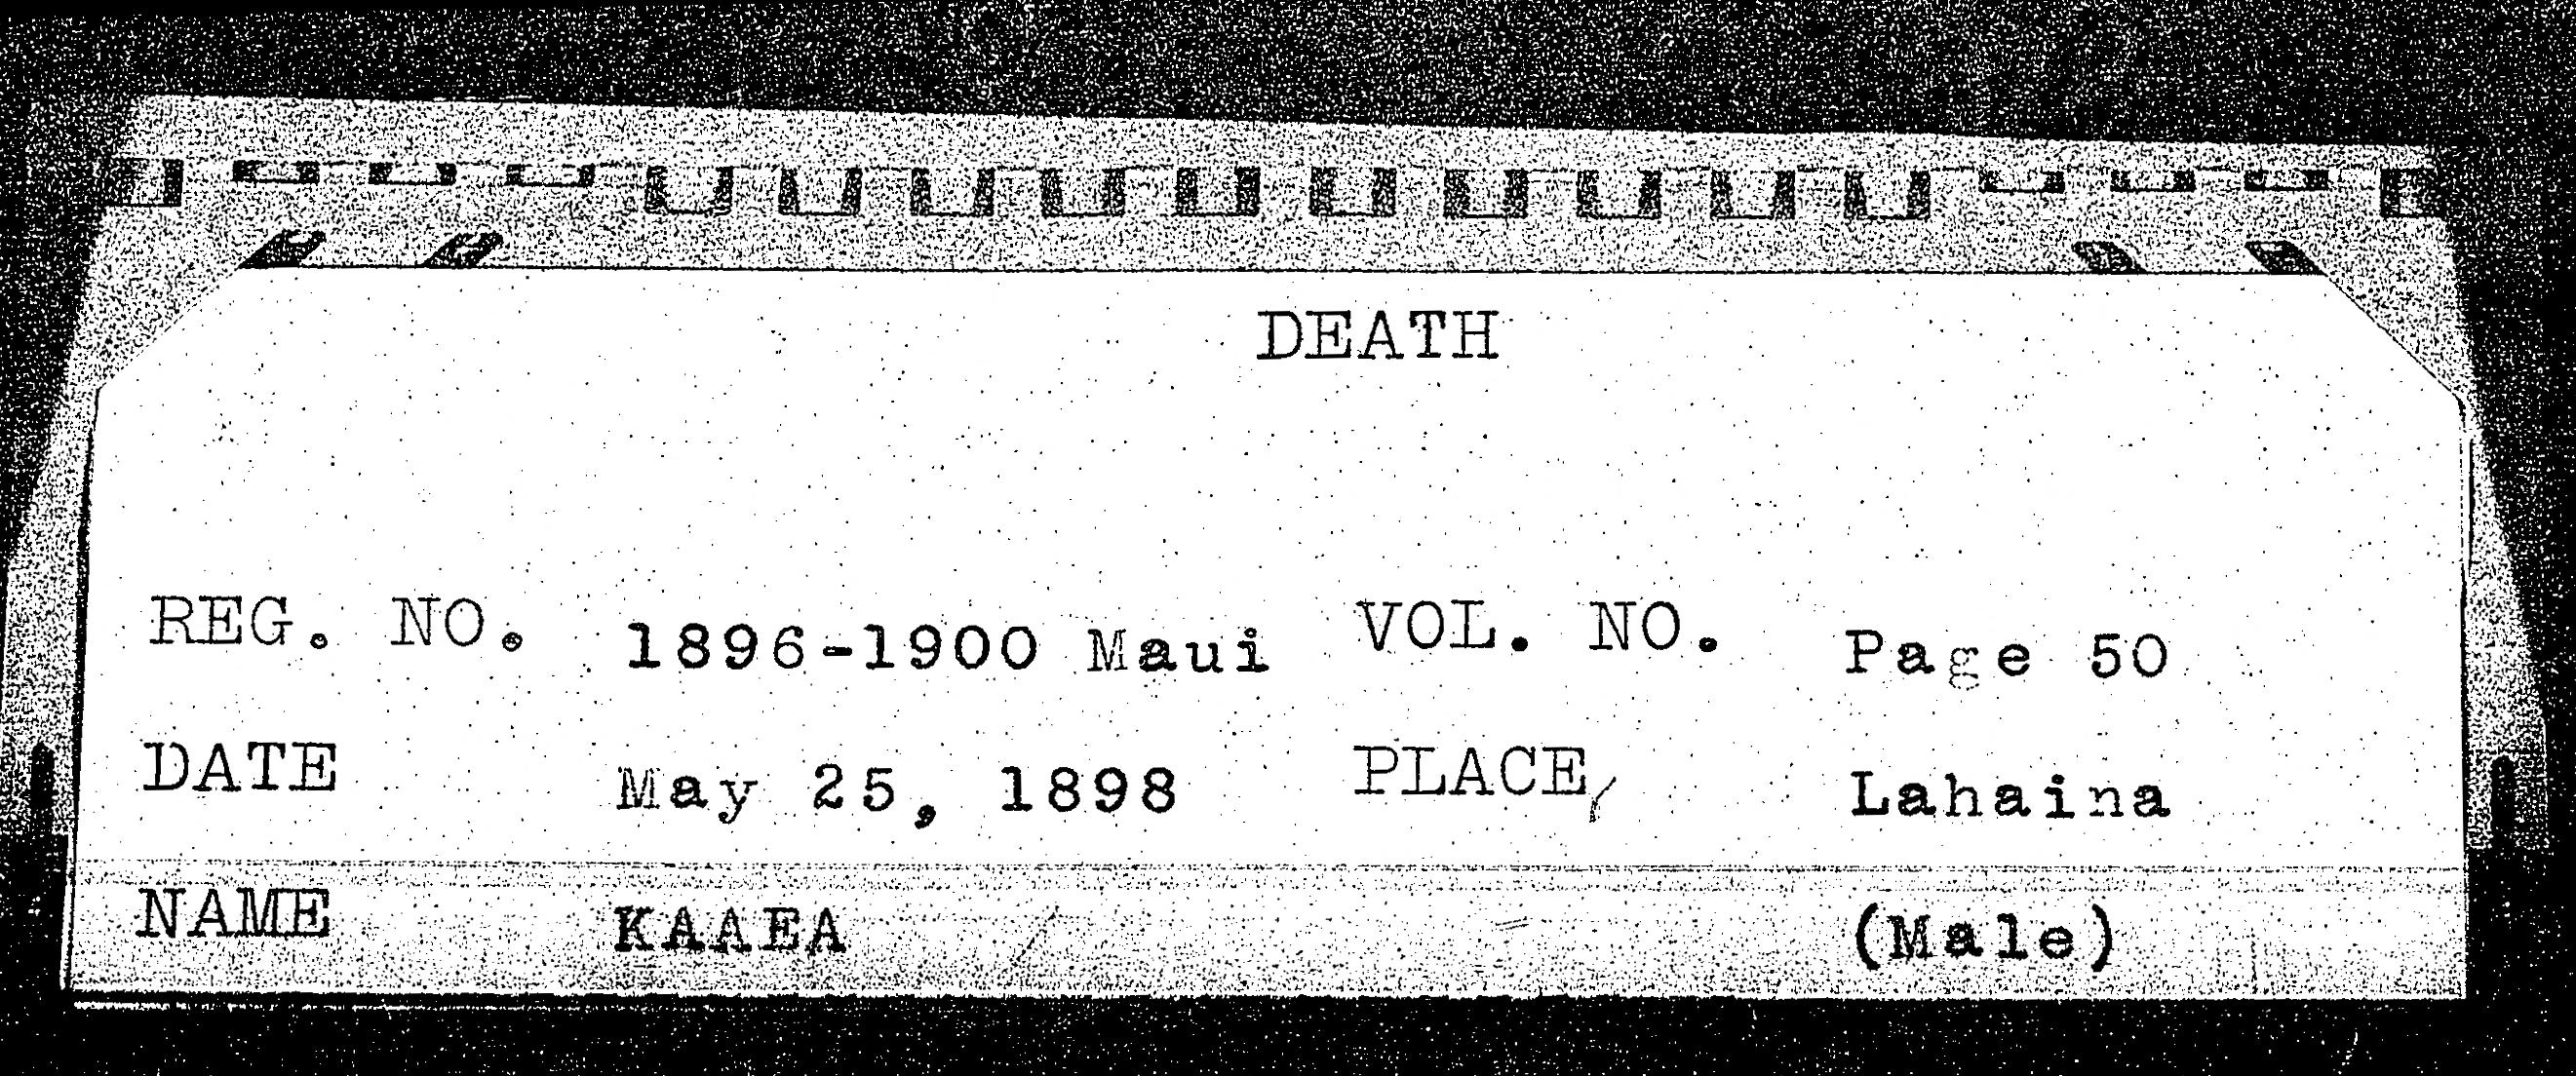 DEATH
REG. NO. 1896-1900 Maui VOL. NO. Page 50
DATE May 25, 1898 PLACE Lahaina
NAME KAAEA (Male)